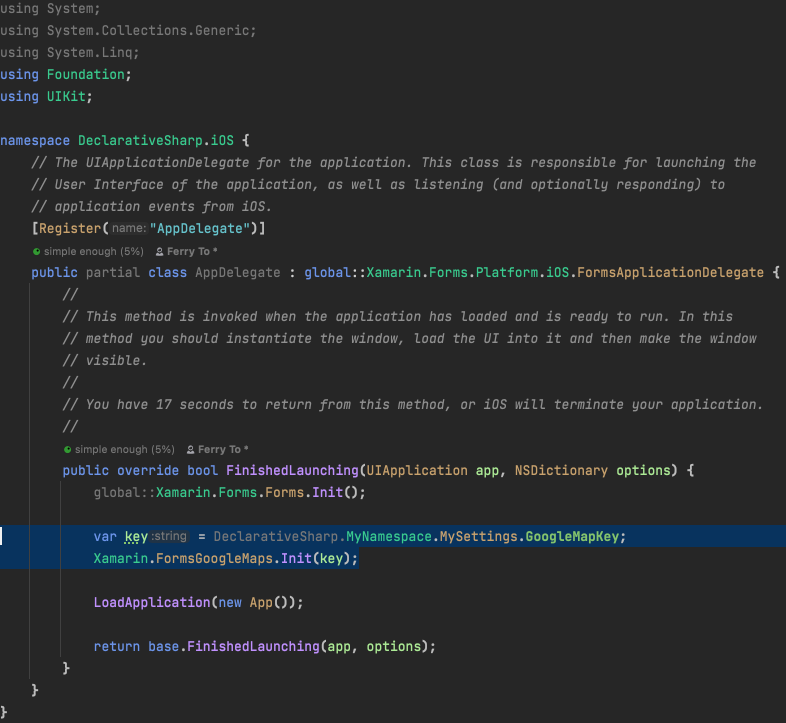 using System;
using System.Collections.Generic;
using System.Linq;
using Foundation;
using UIKit;
namespace DeclarativeSharp.iOS {
// The UIApplicationDelegate for the application. This class is responsible for launching the
// User Interface of the application, as well as listening (and optionally responding) to
// application events from iOS.
[Register( name: "AppDelegate")]
simple enough (5%) Ferry To *
public partial class AppDelegate : global::Xamarin.Forms.Platform.iOS.FormsApplicationDelegate {
//
// This method is invoked when the application has loaded and is ready to run. In this
// method you should instantiate the window, load the UI into it and then make the window
// visible.
//
// You have 17 seconds to return from this method, or iOS will terminate your application.
//
simple enough (5%) Ferry To *
public override bool FinishedLaunching(UIApplication app, NSDictionary options) {
global::Xamarin.Forms.Forms.Init();
var key :string = DeclarativeSharp.MyNamespace.MySettings.GoogleMapKey;
Xamarin.FormsGoogleMaps.Init(key);
LoadApplication(new App());
return base.FinishedLaunching(app, options);
}
}
}